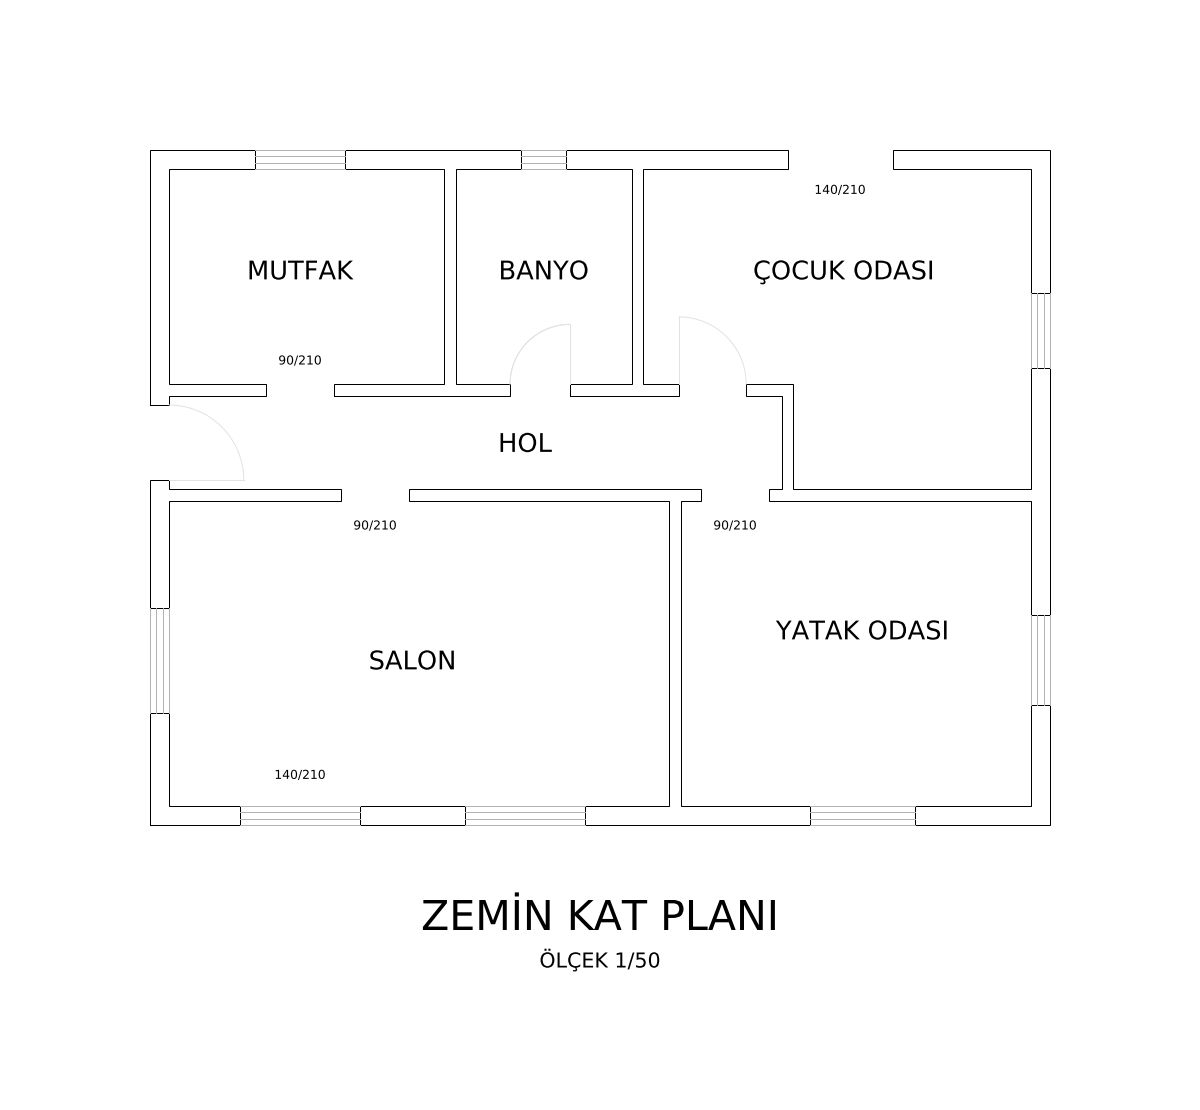 140/210
MUTFAK
BANYO
ÇOCUK ODASI
90/210
HOL
90/210
90/210
YATAK ODASI
SALON
140/210
ZEMİN KAT PLANI
ÖLÇEK 1/50